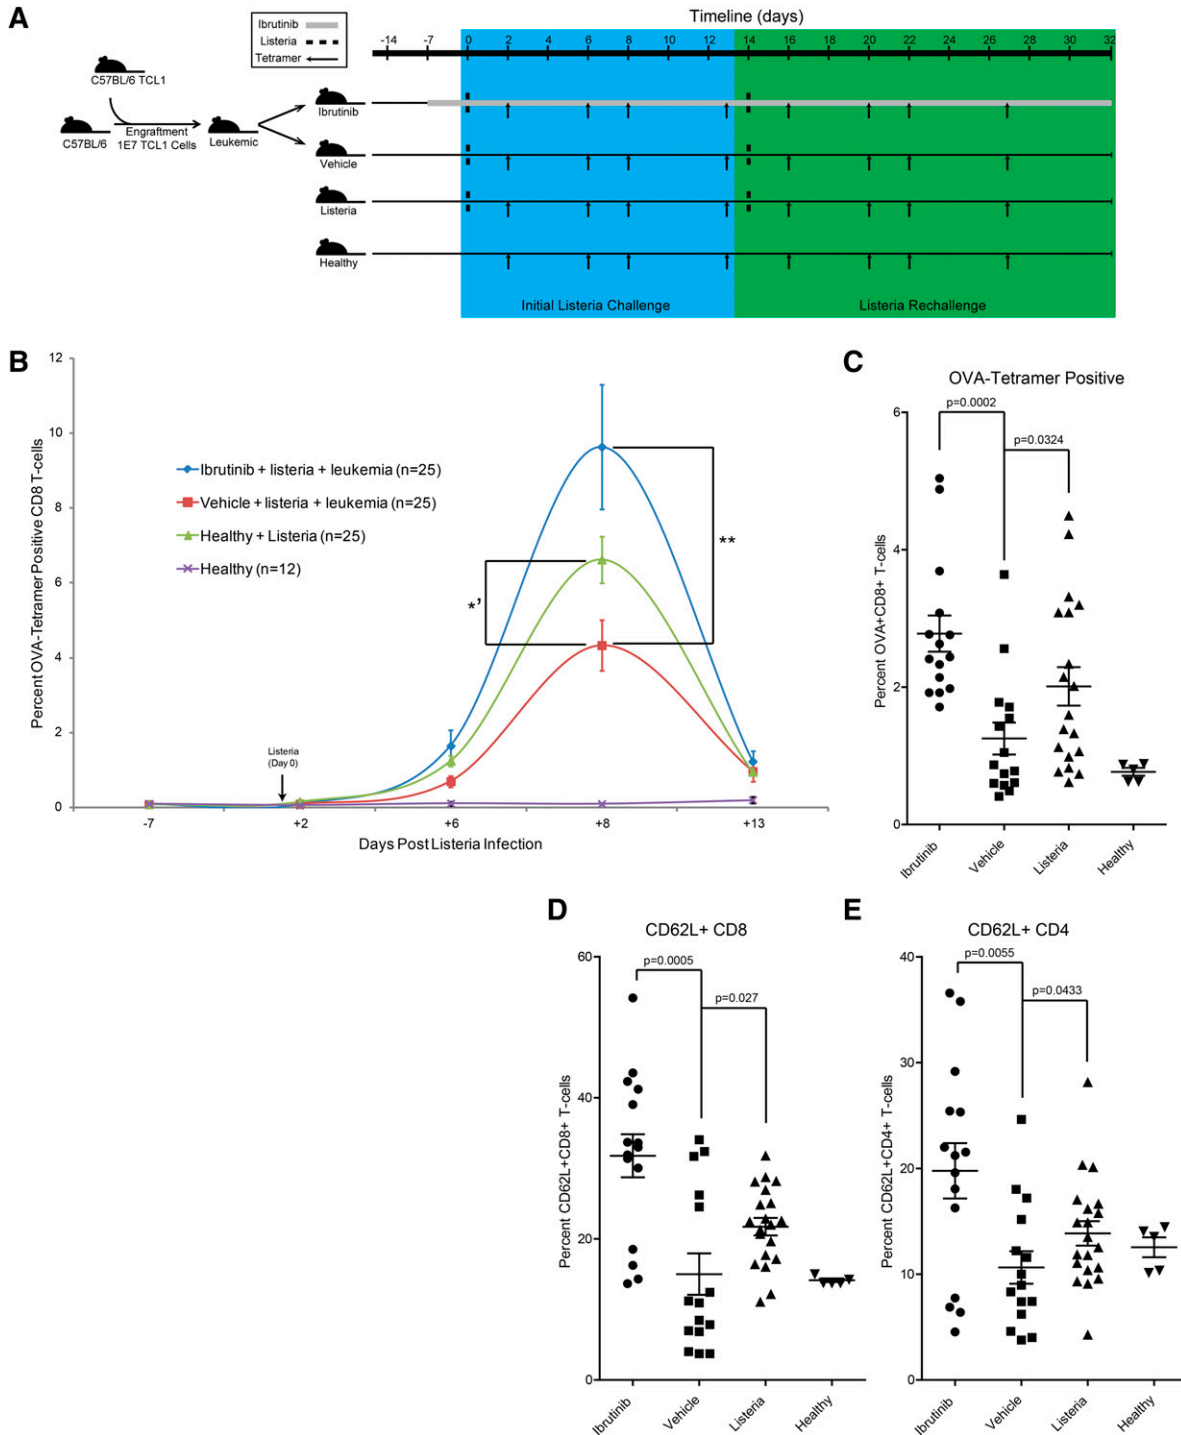 A
Timeline (days)
Ibrutinib
Listeria
Tetramer
-14 -7 0 2 4 6 8 10 12 14 16 18 20 22 24 26 28 30 32
C57BL/6 TCL1
C57BL/6
Engraftment
1E7 TCL1 Cells
Leukemic
Ibrutinib
Vehicle
Listeria
Healthy
Initial Listeria Challenge
Listeria Rechallenge
B
Percent OVA-Tetramer Positive CD8 T-cells
12
10
8
6
4
2
0
Ibrutinib + listeria + leukemia (n=25)
Vehicle + listeria + leukemia (n=25)
Healthy + Listeria (n=25)
Healthy (n=12)
*’
**
Listeria
(Day 0)
-7 +2 +6 +8 +13
Days Post Listeria Infection
C
OVA-Tetramer Positive
Percent OVA+CD8+ T-cells
6
4
2
0
p=0.0002
p=0.0324
Ibrutinib
Vehicle
Listeria
Healthy
D
CD62L+ CD8
Percent CD62L+CD8+ T-cells
60
40
20
0
p=0.0005
p=0.027
Ibrutinib
Vehicle
Listeria
Healthy
E
CD62L+ CD4
Percent CD62L+CD4+ T-cells
40
30
20
10
0
p=0.0055
p=0.0433
Ibrutinib
Vehicle
Listeria
Healthy